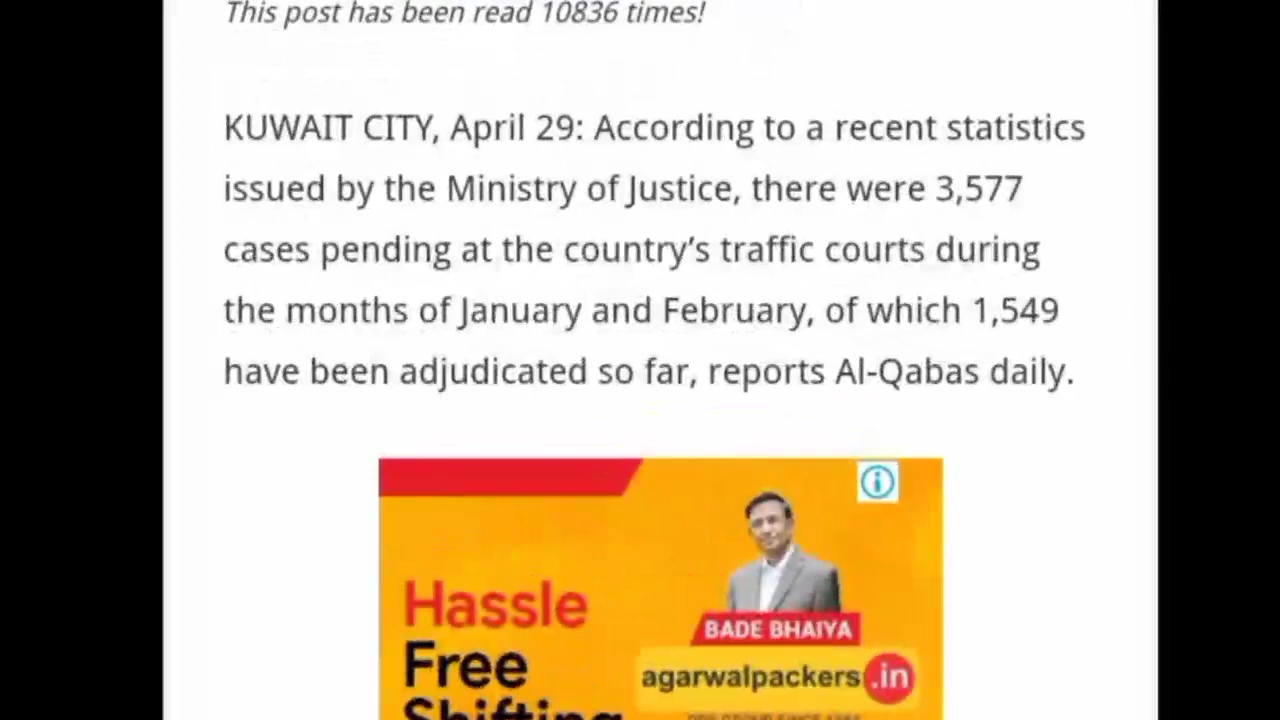 This post has been read 10836 times!
KUWAIT CITY, April 29: According to a recent statistics
issued by the Ministry of Justice, there were 3,577
cases pending at the country’s traffic courts during
the months of January and February, of which 1,549
have been adjudicated so far, reports Al-Qabas daily.
Hassle
Free
Shifting
BADE BHAIYA
agarwalpackers.in